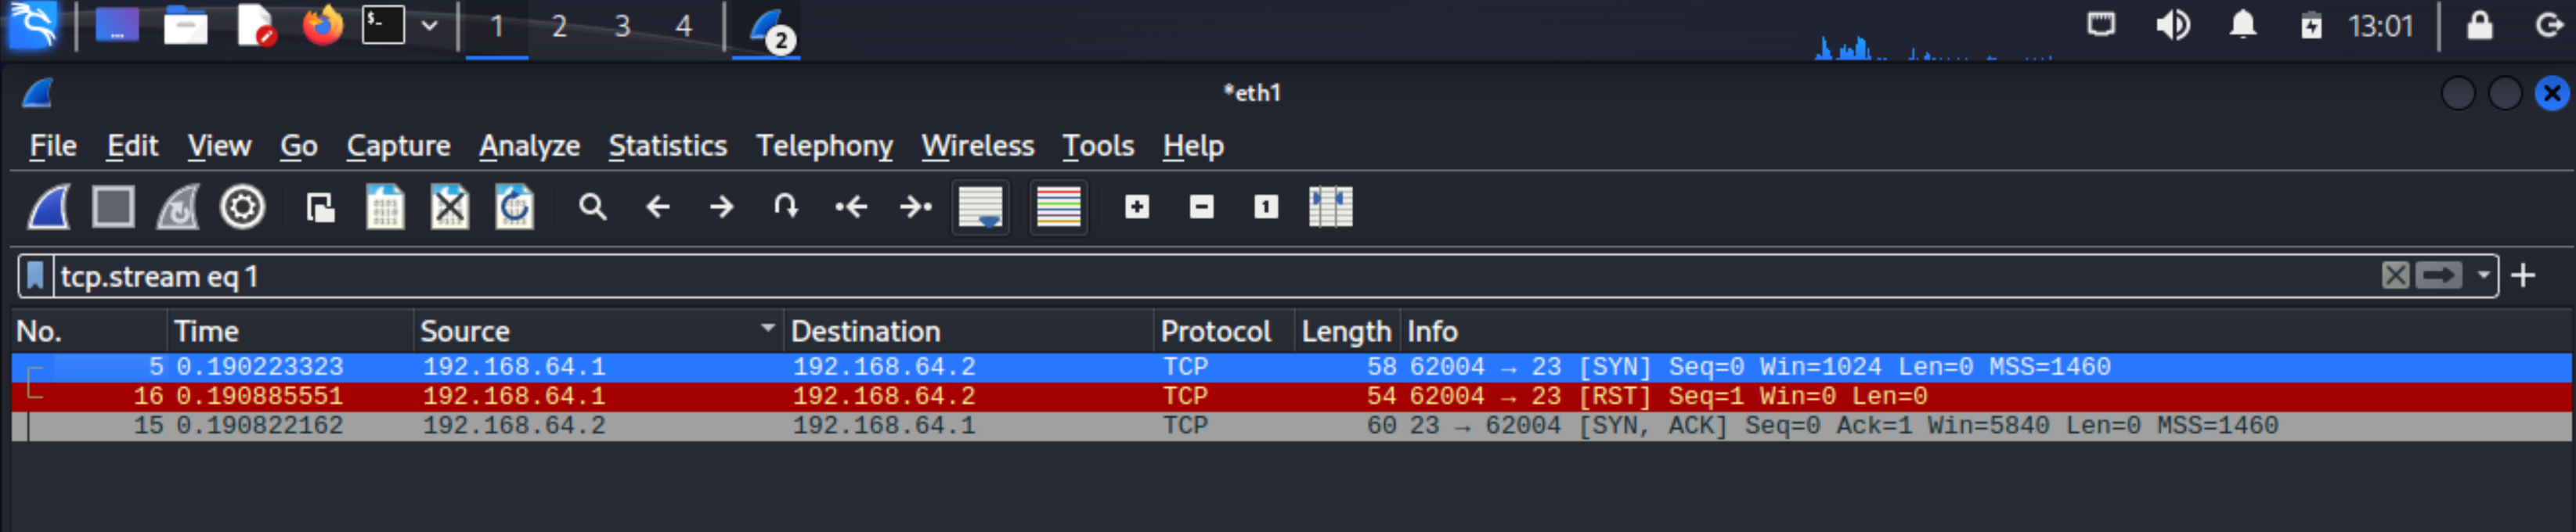 $_ 1 2 3 4 2 13:01
*eth1
File Edit View Go Capture Analyze Statistics Telephony Wireless Tools Help
tcp.stream eq 1
No. Time Source Destination Protocol Length Info
5 0.190223323 192.168.64.1 192.168.64.2 TCP 58 62004 → 23 [SYN] Seq=0 Win=1024 Len=0 MSS=1460
16 0.190885551 192.168.64.1 192.168.64.2 TCP 54 62004 → 23 [RST] Seq=1 Win=0 Len=0
15 0.190822162 192.168.64.2 192.168.64.1 TCP 60 23 → 62004 [SYN, ACK] Seq=0 Ack=1 Win=5840 Len=0 MSS=1460